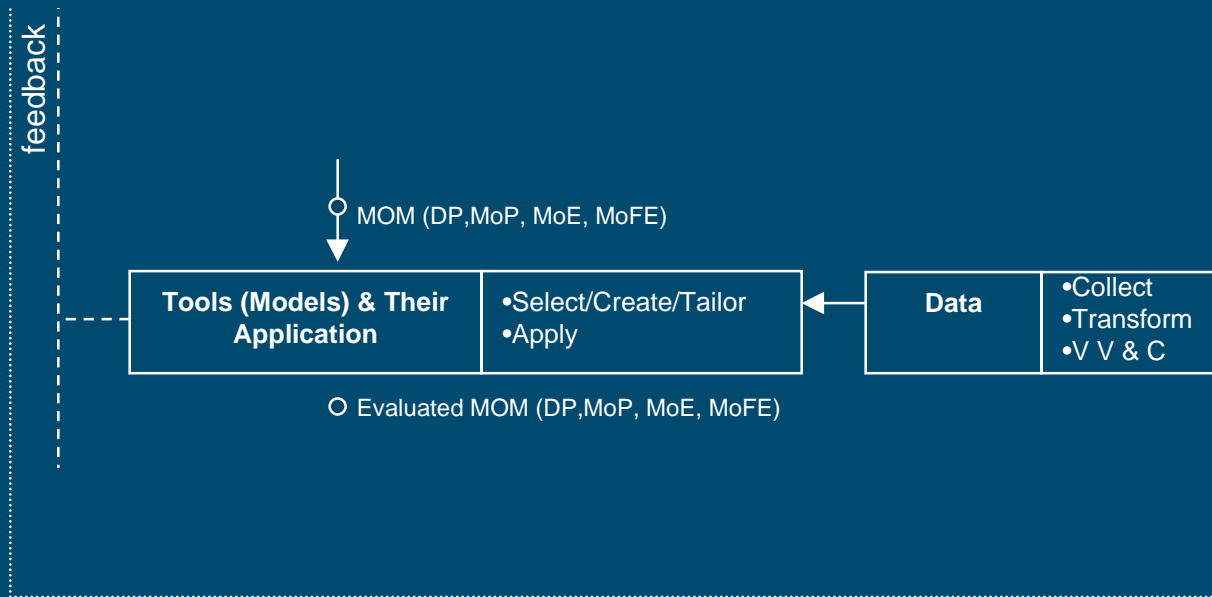 feedback
MOM (DP,MoP, MoE, MoFE)
Tools (Models) & Their
Application
•Select/Create/Tailor
•Apply
Data
•Collect
•Transform
•V V & C
Evaluated MOM (DP,MoP, MoE, MoFE)